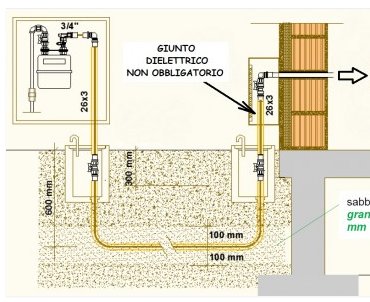 3/4"
GIUNTO
DIELETTRICO
NON OBBLIGATORIO
26x3
26x3
600 mm
300 mm
100 mm
100 mm
sabb
gran
mm